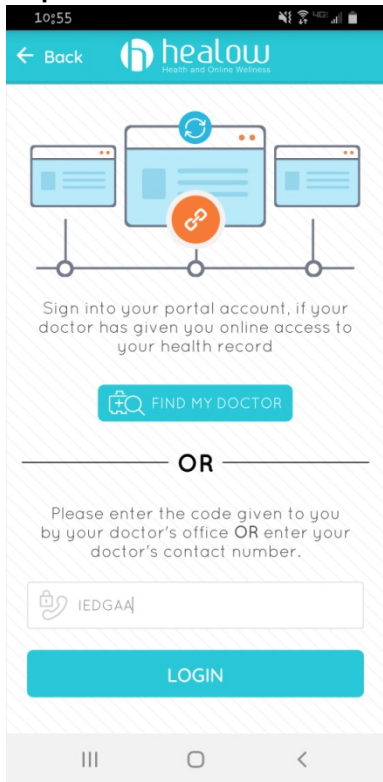 10:55
Back
healow
Health and Online Wellness
Sign into your portal account, if your
doctor has given you online access to
your health record
FIND MY DOCTOR
OR
Please enter the code given to you
by your doctor's office OR enter your
doctor's contact number.
IEDGAA
LOGIN